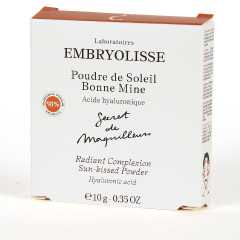 Laboratoires
EMBRYOLISSE
Poudre de Soleil
Bonne Mine
Acide hyaluronique
98%
Secret de
Maquilleurs
Radiant Complexion
Sun-kissed Powder
Hyaluronic acid
e 10 g - 0.35 OZ